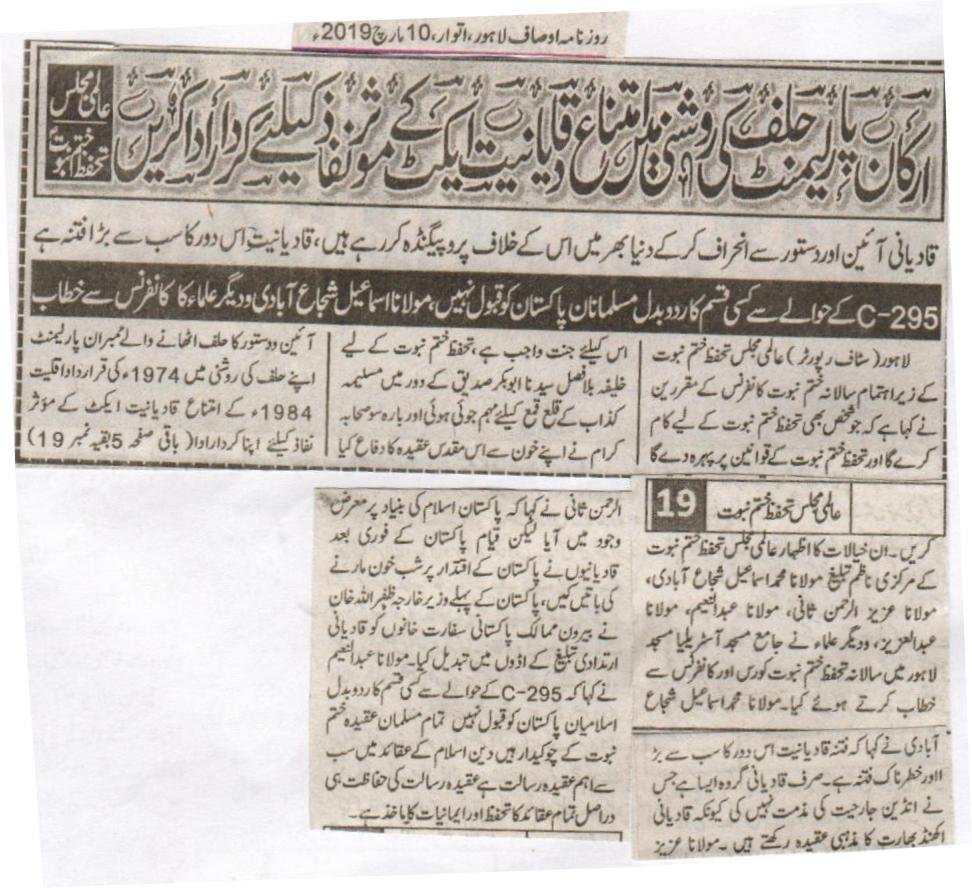 روزنامہ اوصاف لاہور، اتوار، 10 مارچ 2019ء
ارکان پارلیمنٹ حلف کی روشنی میں امتناع قادیانیت ایکٹ کے موثر نفاذ کیلئے کردار ادا کریں
عالمی مجلس
تحفظ ختم نبوت
قادیانی آئین اور دستور سے انحراف کر کے دنیا بھر میں اس کے خلاف پروپیگنڈہ کر رہے ہیں، قادیانیت اس دور کا سب سے بڑا فتنہ ہے
295-C کے حوالے سے کسی قسم کا ردوبدل مسلمانان پاکستان کو قبول نہیں، مولانا اسماعیل شجاع آبادی و دیگر علماء کا کانفرنس سے خطاب
لاہور (سٹاف رپورٹر) عالمی مجلس تحفظ ختم نبوت
کے زیر اہتمام سالانہ ختم نبوت کانفرنس کے مقررین
نے کہا ہے کہ جو شخص بھی تحفظ ختم نبوت کے لیے کام
کرے گا اور تحفظ ختم نبوت کے قوانین پر پہرہ دے گا
اس کیلئے جنت واجب ہے، تحفظ ختم نبوت کے لیے
خلیفہ بلا فصل سیدنا ابوبکر صدیق کے دور میں مسلیمہ
کذاب کے قلع قمع کیلئے مہم جوئی ہوئی اور بارہ سو صحابہ
کرام نے اپنے خون سے اس مقدس عقیدہ کا دفاع کیا
آئین و دستور کا حلف اٹھانے والے ممبران پارلیمنٹ
اپنے حلف کی روشنی میں 1974ء کی قرارداد اقلیت
1984ء کے امتناع قادیانیت ایکٹ کے مؤثر
نفاذ کیلئے اپنا کردار ادا (باقی صفحہ 5 بقیہ نمبر 19)
19 عالمی مجلس تحفظ ختم نبوت
کریں۔ ان خیالات کا اظہار عالمی مجلس تحفظ ختم نبوت
کے مرکزی ناظم تبلیغ مولانا محمد اسماعیل شجاع آبادی،
مولانا عزیز الرحمن ثانی، مولانا عبدالنعیم، مولانا
عبدالعزیز، و دیگر علماء نے جامع مسجد آسٹریلیا مسجد
لاہور میں سالانہ تحفظ ختم نبوت کورس اور کانفرنس سے
خطاب کرتے ہوئے کیا۔ مولانا محمد اسماعیل شجاع
آبادی نے کہا کہ فتنہ قادیانیت اس دور کا سب سے بڑ
ااور خطرناک فتنہ ہے۔ صرف قادیانی گروہ ایسا ہے جس
نے انڈین جارحیت کی مذمت نہیں کی کیونکہ قادیانی
اکھنڈ بھارت کا مذہبی عقیدہ رکھتے ہیں۔ مولانا عزیز
الرحمن ثانی نے کہا کہ پاکستان اسلام کی بنیاد پر معرض
وجود میں آیا لیکن قیام پاکستان کے فوری بعد
قادیانیوں نے پاکستان کے اقتدار پر شب خون مارنے
کی باتیں کیں، پاکستان کے پہلے وزیر خارجہ ظفر اللہ خان
نے بیرون ممالک پاکستانی سفارت خانوں کو قادیانی
ارتدادی تبلیغ کے اڈوں میں تبدیل کیا۔ مولانا عبدالنعیم
نے کہا کہ 295-C کے حوالے سے کسی قسم کا ردوبدل
اسلامیان پاکستان کو قبول نہیں تمام مسلمان عقیدہ ختم
نبوت کے چوکیدار ہیں دین اسلام کے عقائد میں سب
سے اہم عقیدہ رسالت ہے عقیدہ رسالت کی حفاظت ہی
دراصل تمام عقائد کا تحفظ اور ایمانیات کا ماخذ ہے۔